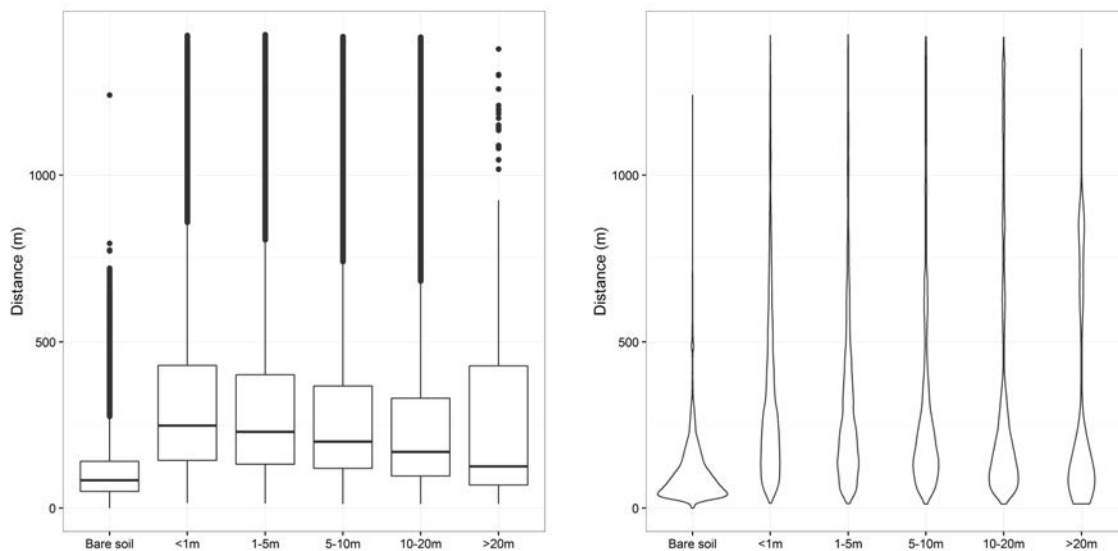 Distance (m)
1000
500
0
Bare soil
<1m
1-5m
5-10m
10-20m
>20m
Distance (m)
1000
500
0
Bare soil
<1m
1-5m
5-10m
10-20m
>20m